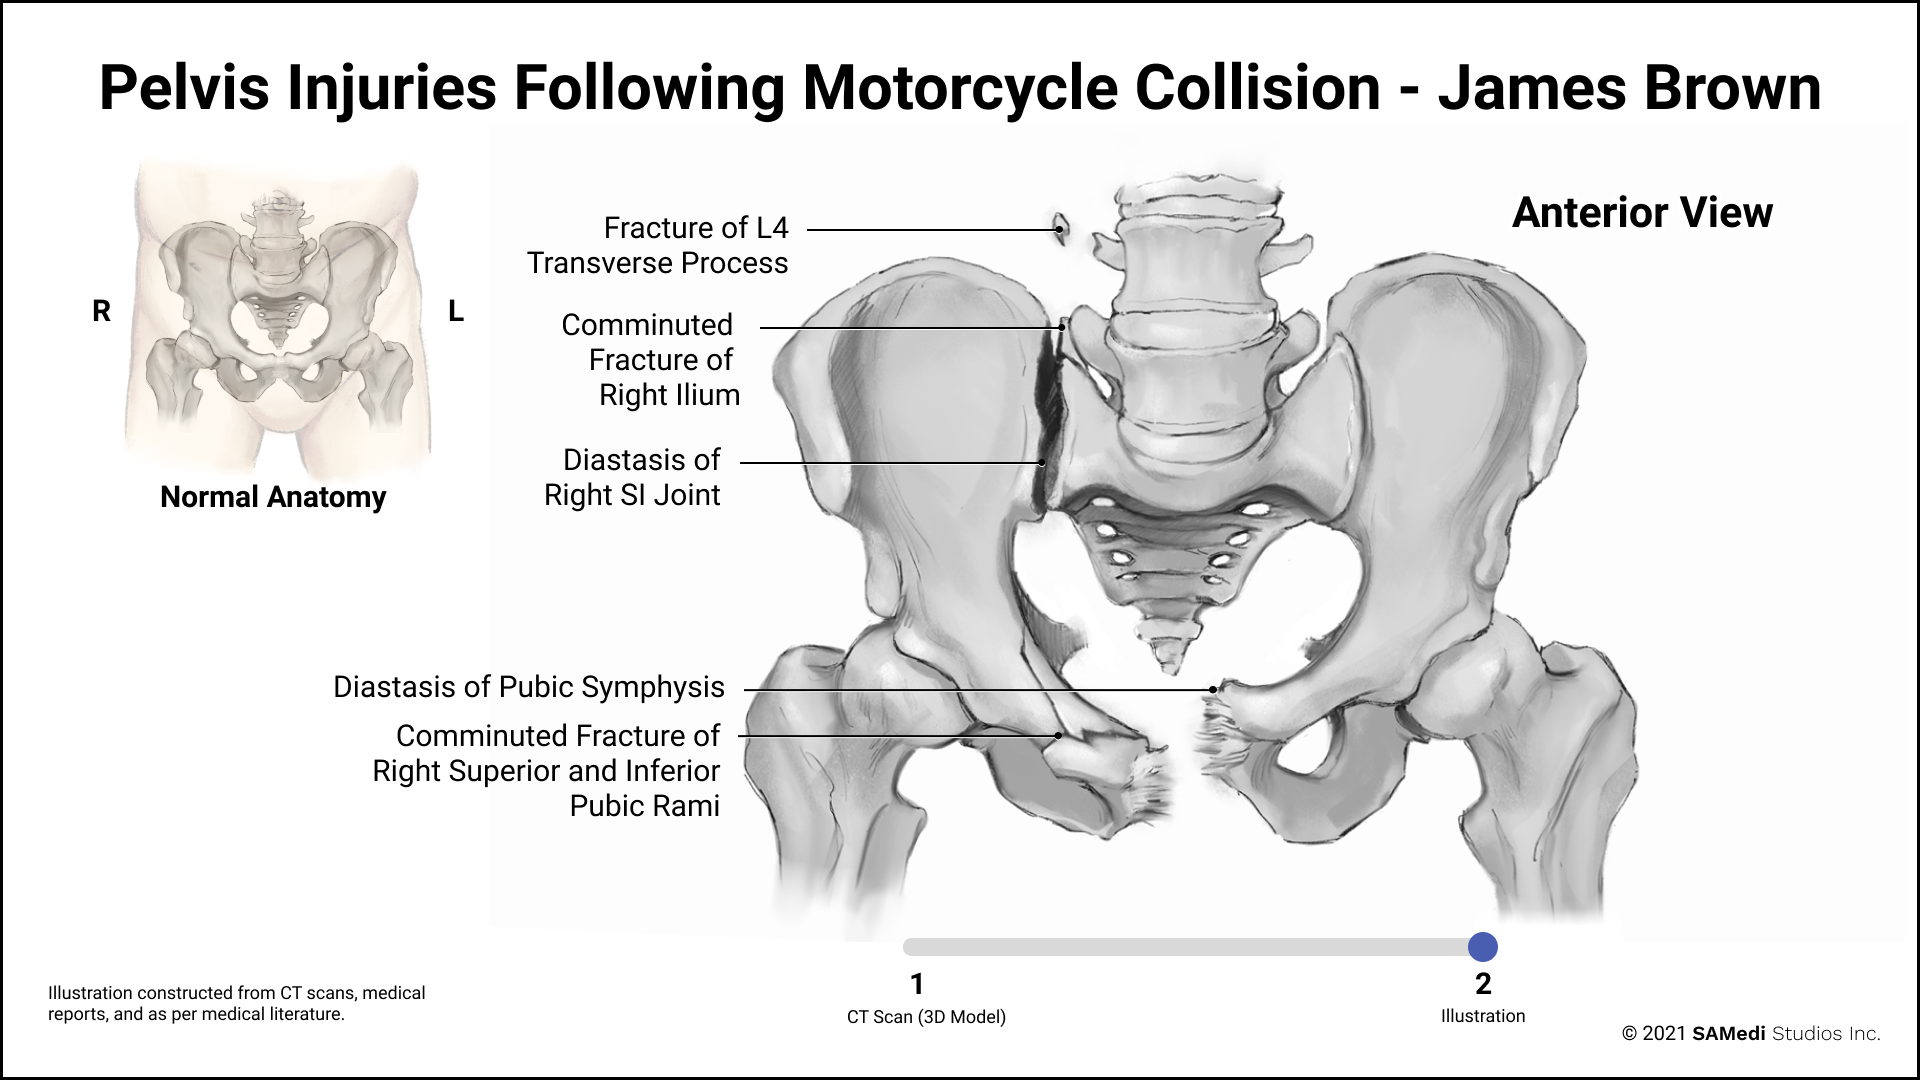 Pelvis Injuries Following Motorcycle Collision - James Brown
Anterior View
R
L
Normal Anatomy
Fracture of L4
Transverse Process
Comminuted
Fracture of
Right Ilium
Diastasis of
Right SI Joint
Diastasis of Pubic Symphysis
Comminuted Fracture of
Right Superior and Inferior
Pubic Rami
1
CT Scan (3D Model)
2
Illustration
Illustration constructed from CT scans, medical
reports, and as per medical literature.
© 2021 SAMedi Studios Inc.